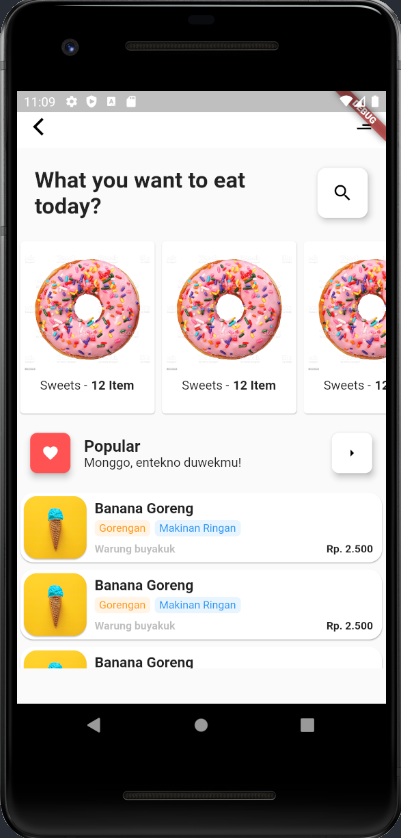 11:09
DEBUG
What you want to eat
today?
Sweets - 12 Item
Sweets - 12 Item
Sweets - 12
Popular
Monggo, entekno duwekmu!
Banana Goreng
Gorengan Makinan Ringan
Warung buyakuk Rp. 2.500
Banana Goreng
Gorengan Makinan Ringan
Warung buyakuk Rp. 2.500
Banana Goreng